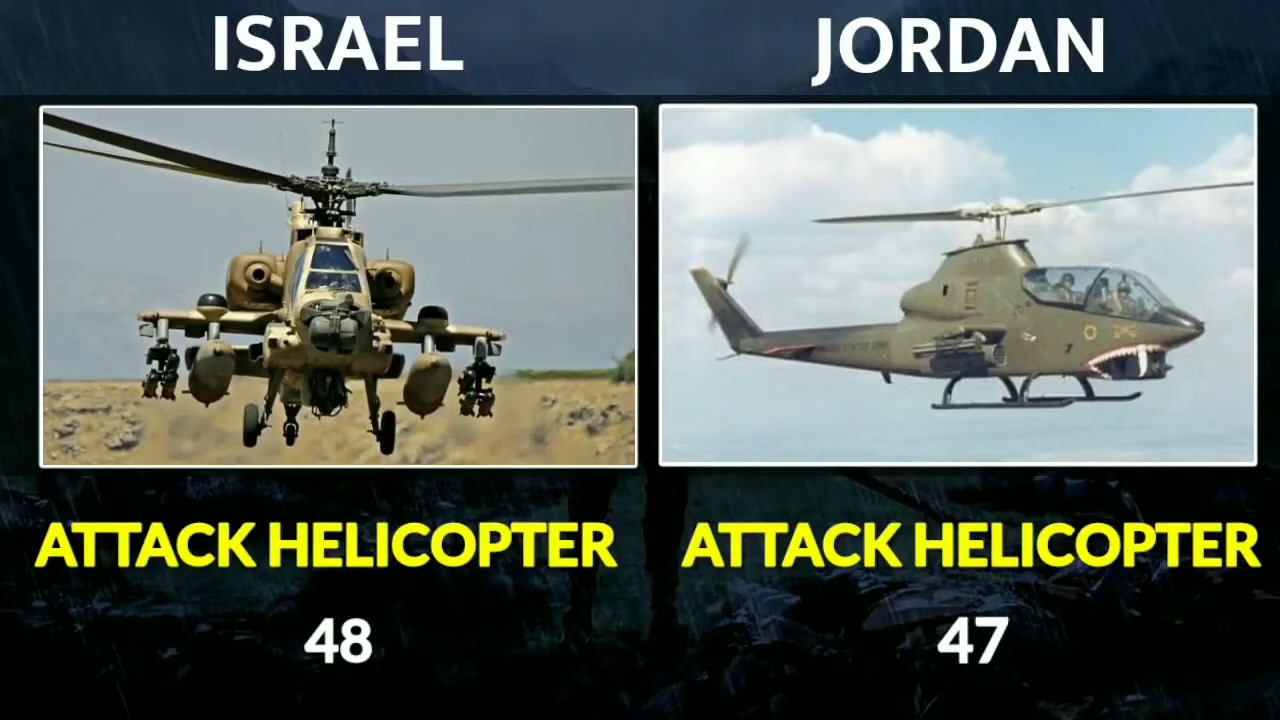 ISRAEL
JORDAN
ATTACK HELICOPTER
ATTACK HELICOPTER
48
47